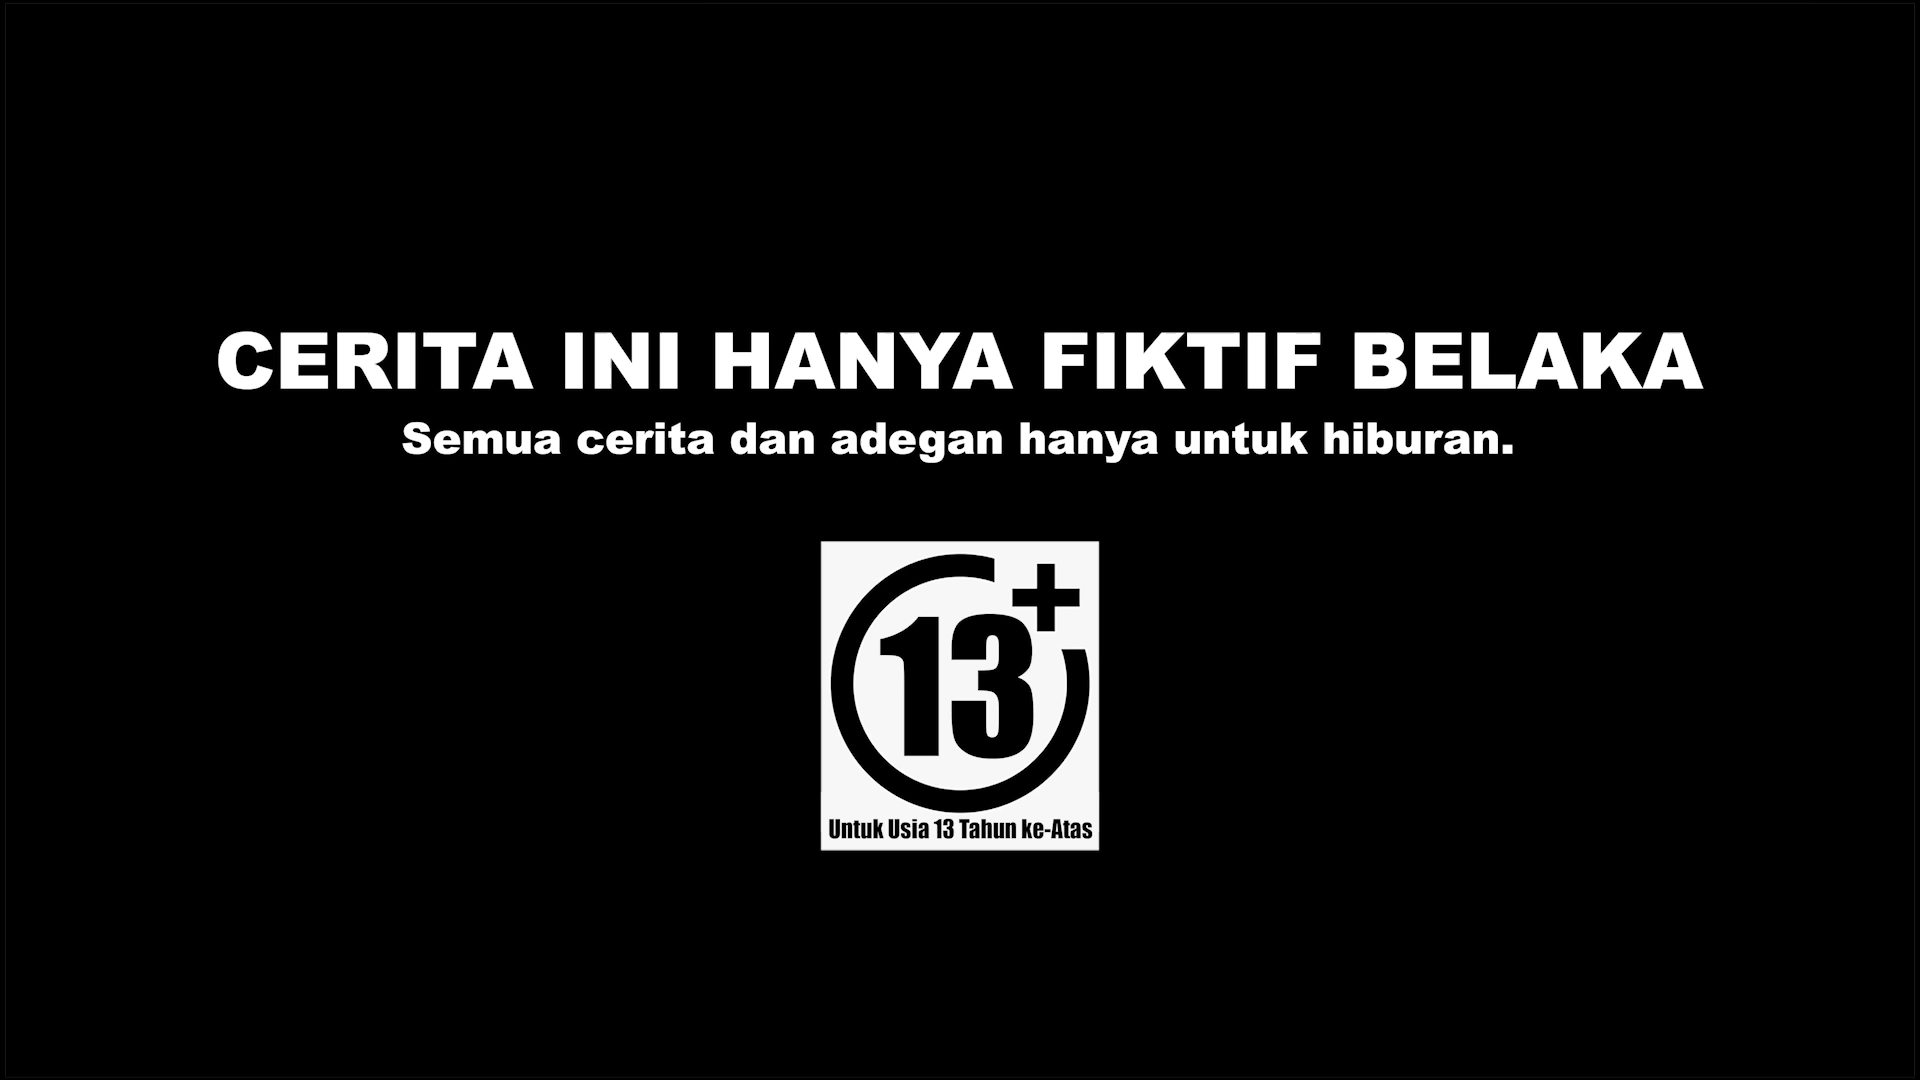 CERITA INI HANYA FIKTIF BELAKA
Semua cerita dan adegan hanya untuk hiburan.
13+
Untuk Usia 13 Tahun ke-Atas